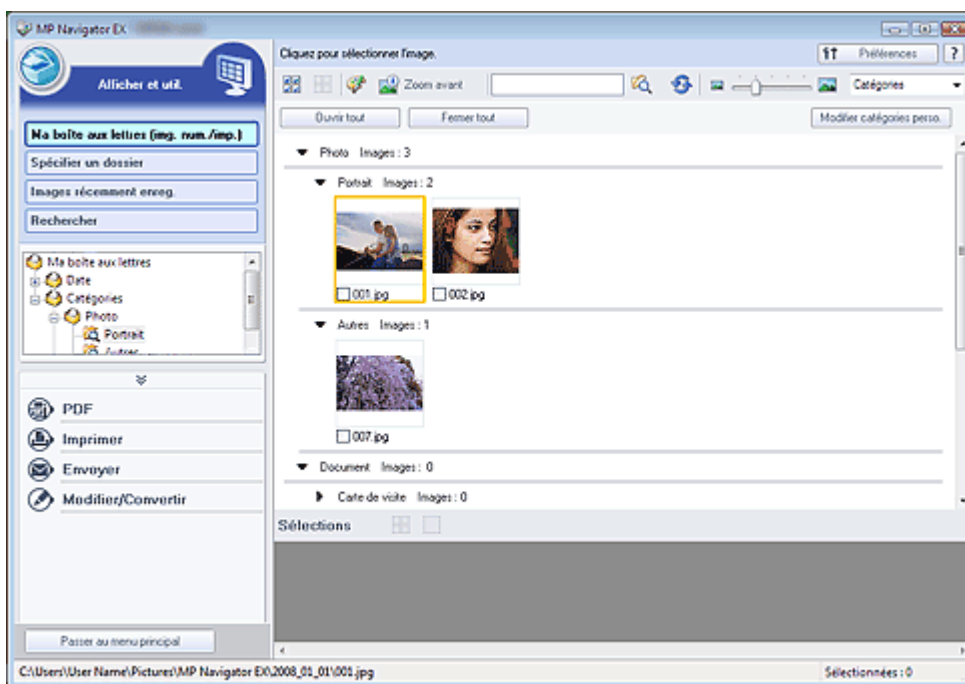 MP Navigator EX
Afficher et util.
Ma boîte aux lettres (img. num./imp.)
Spécifier un dossier
Images récemment enreg.
Rechercher
Ma boîte aux lettres
Date
Catégories
Photo
Portrait
Autres
PDF
Imprimer
Envoyer
Modifier/Convertir
Passer au menu principal
Cliquez pour sélectionner l'image.
Préférences
?
Zoom avant
Catégories
Ouvrir tout
Fermer tout
Modifier catégories perso.
Photo Images : 3
Portrait Images : 2
001.jpg
002.jpg
Autres Images : 1
007.jpg
Document Images : 0
Carte de visite Images : 0
Sélections
C:\Users\User Name\Pictures\MP Navigator EX\2008_01_01\001.jpg
Sélectionnées : 0